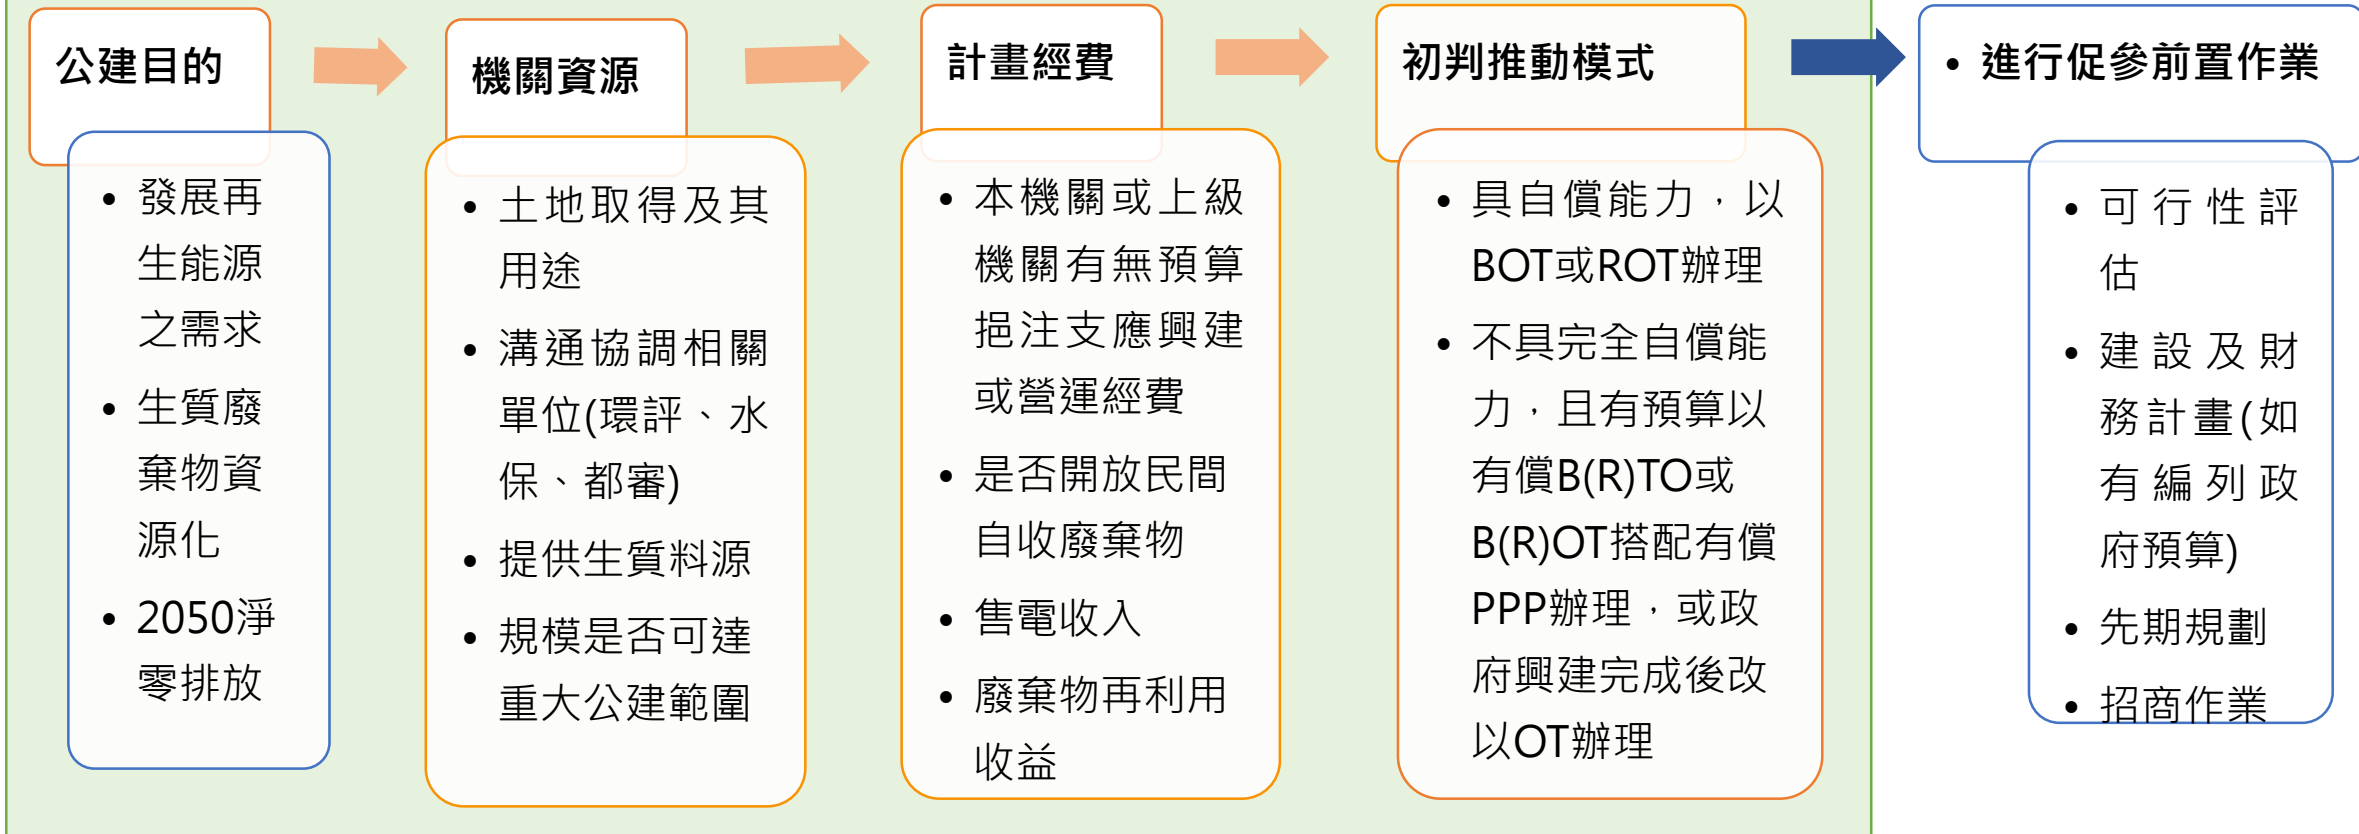 公建目的
• 發展再
生能源
之需求
• 生質廢
棄物資
源化
• 2050淨
零排放
機關資源
• 土地取得及其
用途
• 溝通協調相關
單位(環評、水
保、都審)
• 提供生質料源
• 規模是否可達
重大公建範圍
計畫經費
• 本機關或上級
機關有無預算
挹注支應興建
或營運經費
• 是否開放民間
自收廢棄物
• 售電收入
• 廢棄物再利用
收益
初判推動模式
• 具自償能力，以
BOT或ROT辦理
• 不具完全自償能
力，且有預算以
有償B(R)TO或
B(R)OT搭配有償
PPP辦理，或政
府興建完成後改
以OT辦理
• 進行促參前置作業
• 可行性評
估
• 建設及財
務計畫(如
有編列政
府預算)
• 先期規劃
• 招商作業